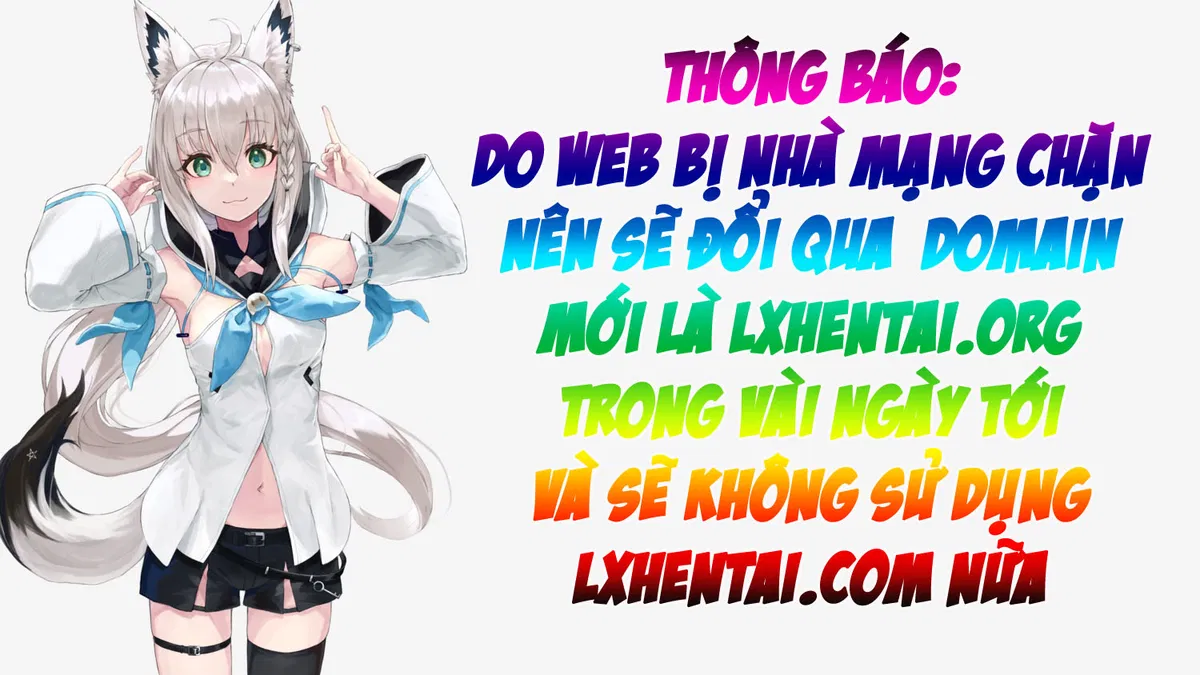 THÔNG BÁO:
DO WEB BỊ NHÀ MẠNG CHẶN
NÊN SẼ ĐỔI QUA DOMAIN
MỚI LÀ LXHENTAI.ORG
TRONG VÀI NGÀY TỚI
VÀ SẼ KHÔNG SỬ DỤNG
LXHENTAI.COM NỮA